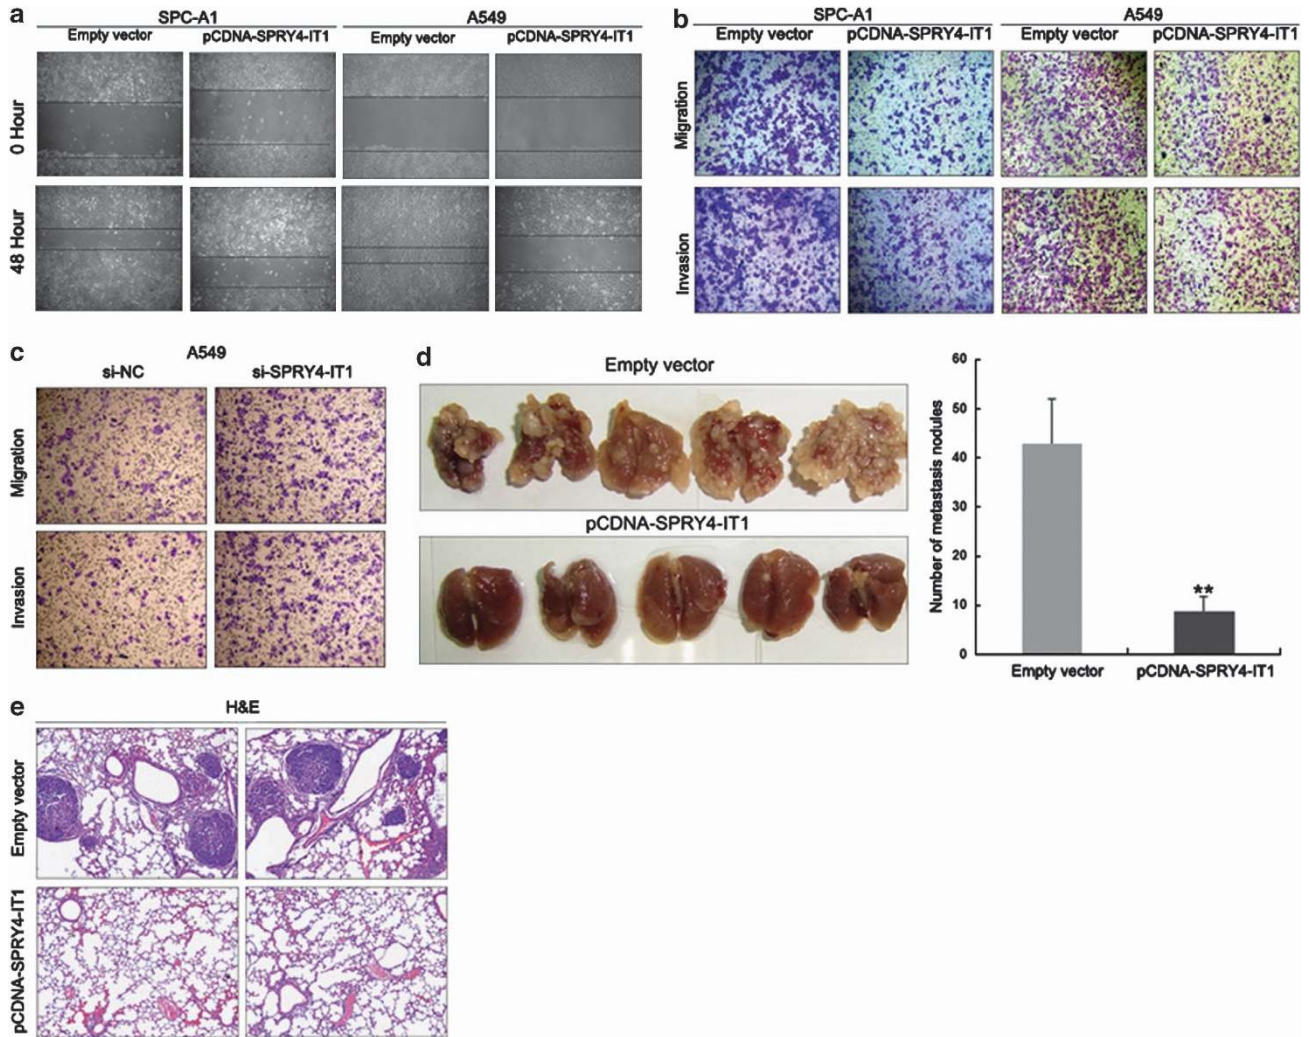 a
SPC-A1 A549
Empty vector pCDNA-SPRY4-IT1 Empty vector pCDNA-SPRY4-IT1
0 Hour
48 Hour
b
SPC-A1 A549
Empty vector pCDNA-SPRY4-IT1 Empty vector pCDNA-SPRY4-IT1
Migration
Invasion
c
A549
si-NC si-SPRY4-IT1
Migration
Invasion
d
Empty vector
pCDNA-SPRY4-IT1
Number of metastasis nodules
60
50
40
30
20
10
0
**
Empty vector pCDNA-SPRY4-IT1
e
H&E
Empty vector
pCDNA-SPRY4-IT1